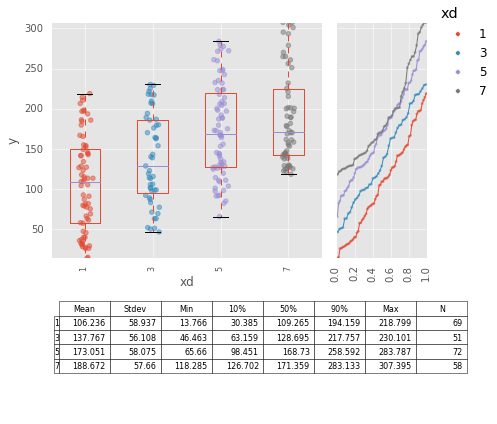 xd
1
3
5
7
300
250
200
150
100
50
y
1 3 5 7
xd
0.0 0.2 0.4 0.6 0.8 1.0
Mean Stdev Min 10% 50% 90% Max N
1 106.236 58.937 13.766 30.385 109.265 194.159 218.799 69
3 137.767 56.108 46.463 63.159 128.695 217.757 230.101 51
5 173.051 58.075 65.66 98.451 168.73 258.592 283.787 72
7 188.672 57.66 118.285 126.702 171.359 283.133 307.395 58